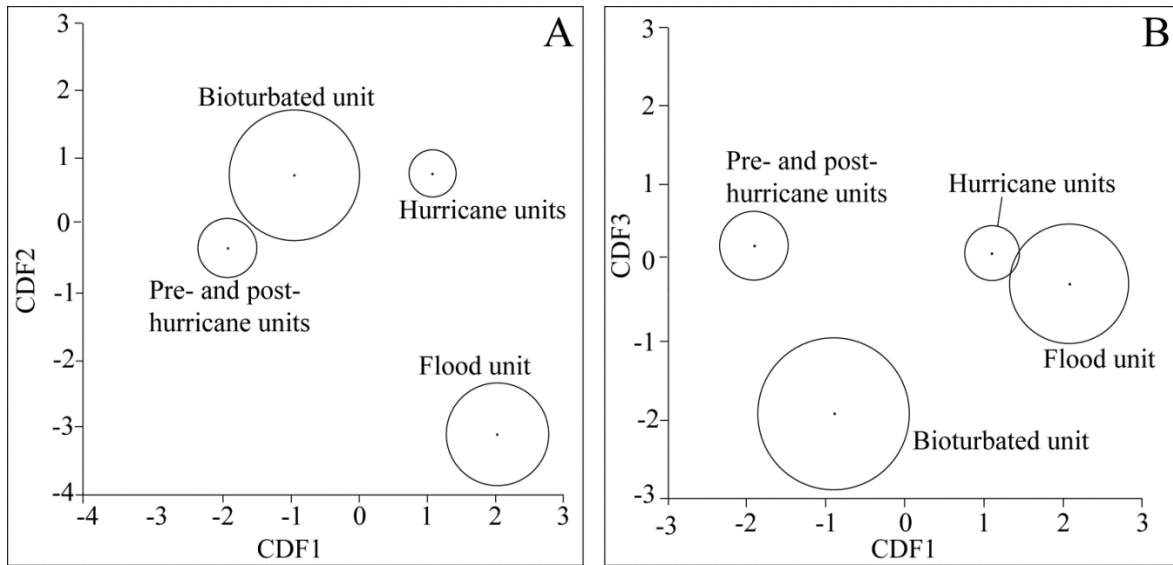 A
3
2
1
0
-1
-2
-3
-4
CDF2
Bioturbated unit
Hurricane units
Pre- and post-
hurricane units
Flood unit
-4
-3
-2
-1
0
1
2
3
CDF1
B
3
2
1
0
-1
-2
-3
CDF3
Pre- and post-
hurricane units
Hurricane units
Flood unit
Bioturbated unit
-3
-2
-1
0
1
2
3
CDF1